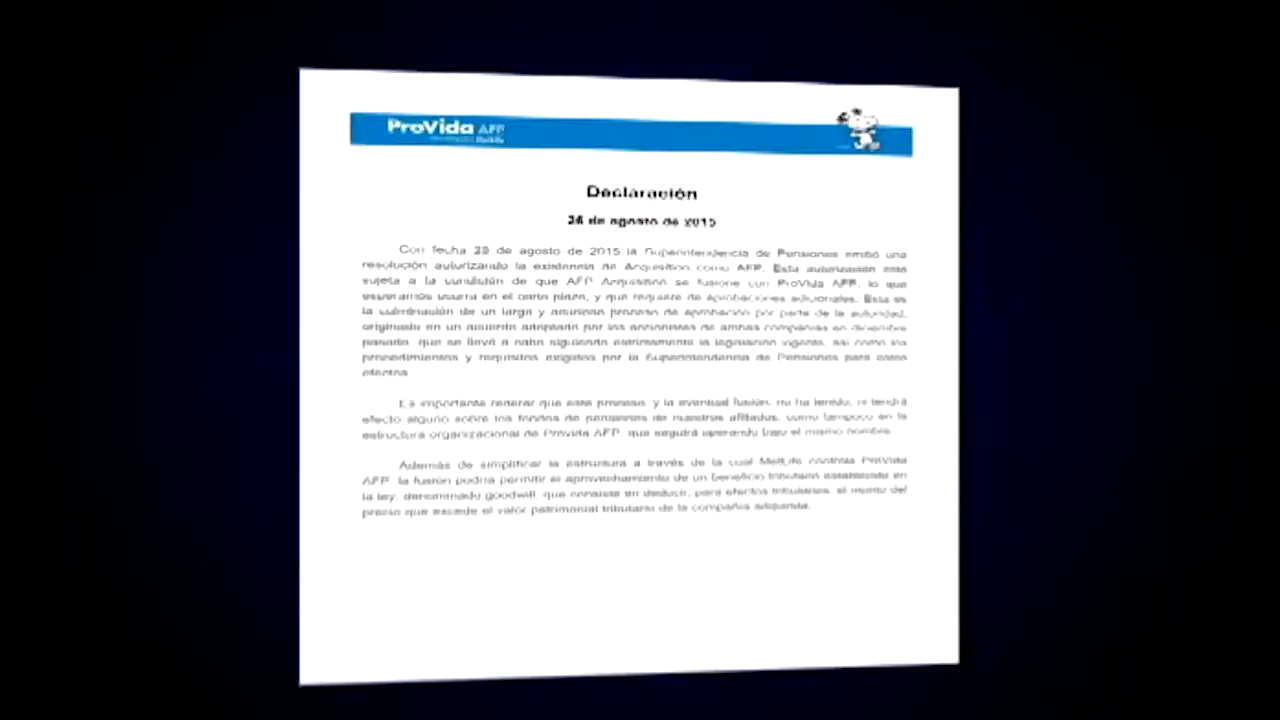 ProVida AFP
MetLife
Declaración
de agosto de 2015
Con fecha de agosto de 2015 la Superintendencia de Pensiones emitió una
resolución autorizando la existencia de Acquisition como AFP. Esta autorización está
sujeta a la condición de que AFP Acquisition se fusione con ProVida AFP, lo que
esperamos ocurra en el corto plazo, y que requiere de aprobaciones adicionales. Esta es
la culminación de un largo y acucioso proceso de aprobación por parte de la autoridad,
originado en un acuerdo adoptado por los accionistas de ambas compañías en diciembre
pasado, que se llevó a cabo siguiendo estrictamente la legislación vigente, así como los
procedimientos y requisitos exigidos por la Superintendencia de Pensiones para estos
efectos.
Es importante reiterar que este proceso, y la eventual fusión, no ha tenido, ni tendrá
efecto alguno sobre los fondos de pensiones de nuestros afiliados, como tampoco en la
estructura organizacional de Provida AFP, que seguirá operando bajo el mismo nombre.
Además de simplificar la estructura a través de la cual MetLife controla ProVida
AFP, la fusión podría permitir el aprovechamiento de un beneficio tributario establecido en
la ley, denominado goodwill, que consiste en deducir, para efectos tributarios, el monto del
precio que excede el valor patrimonial tributario de la compañía adquirida.